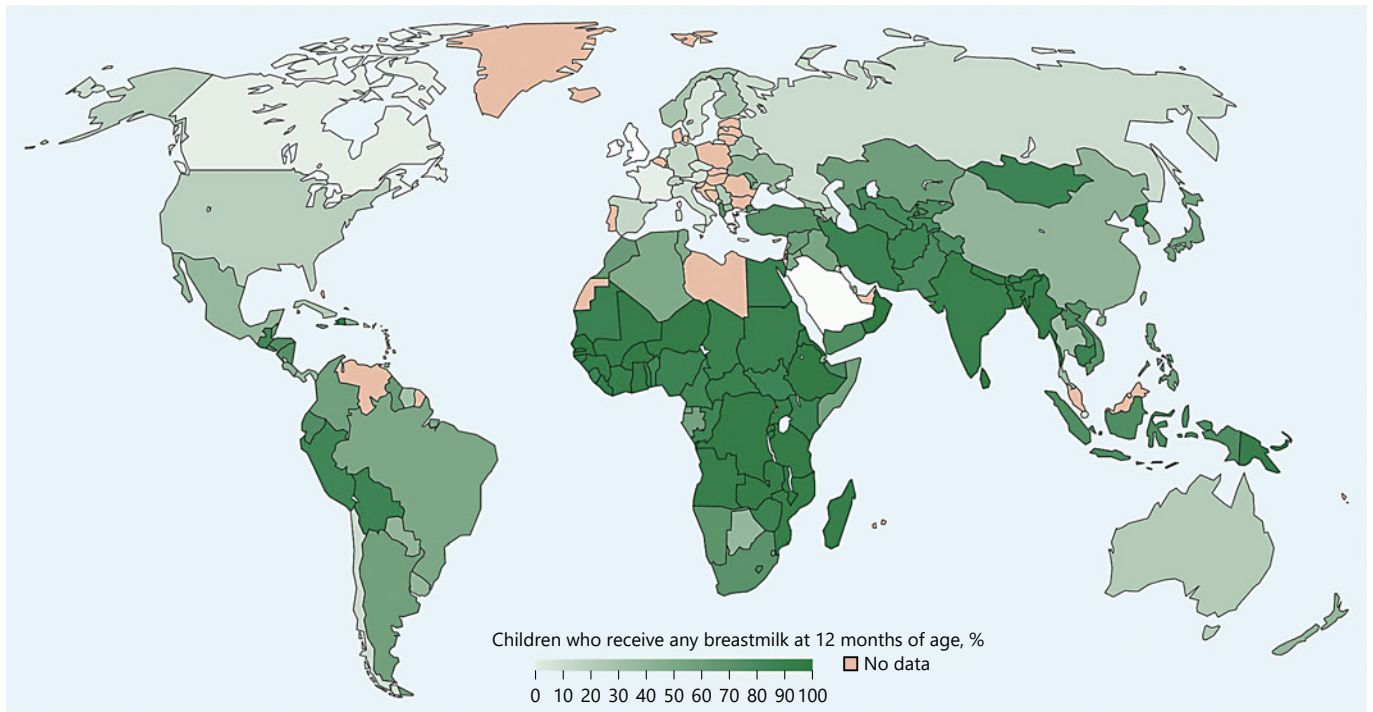 Children who receive any breastmilk at 12 months of age, %
No data
0 10 20 30 40 50 60 70 80 90 100